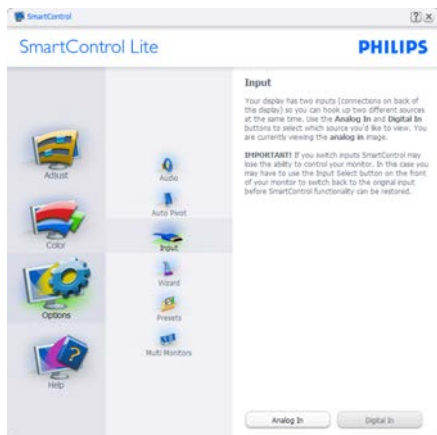 SmartControl
SmartControl Lite
PHILIPS
Adjust
Color
Options
Help
Audio
Auto Pivot
Input
Wizard
Presets
Multi Monitors
Input
Your display has two inputs (connections on back of
this display) so you can hook up two different sources
at the same time. Use the Analog In and Digital In
buttons to select which source you'd like to view. You
are currently viewing the analog in image.
IMPORTANT! If you switch inputs SmartControl may
lose the ability to control your monitor. In this case you
may have to use the Input Select button on the front
of your monitor to switch back to the original input
before SmartControl functionality can be restored.
Analog In
Digital In